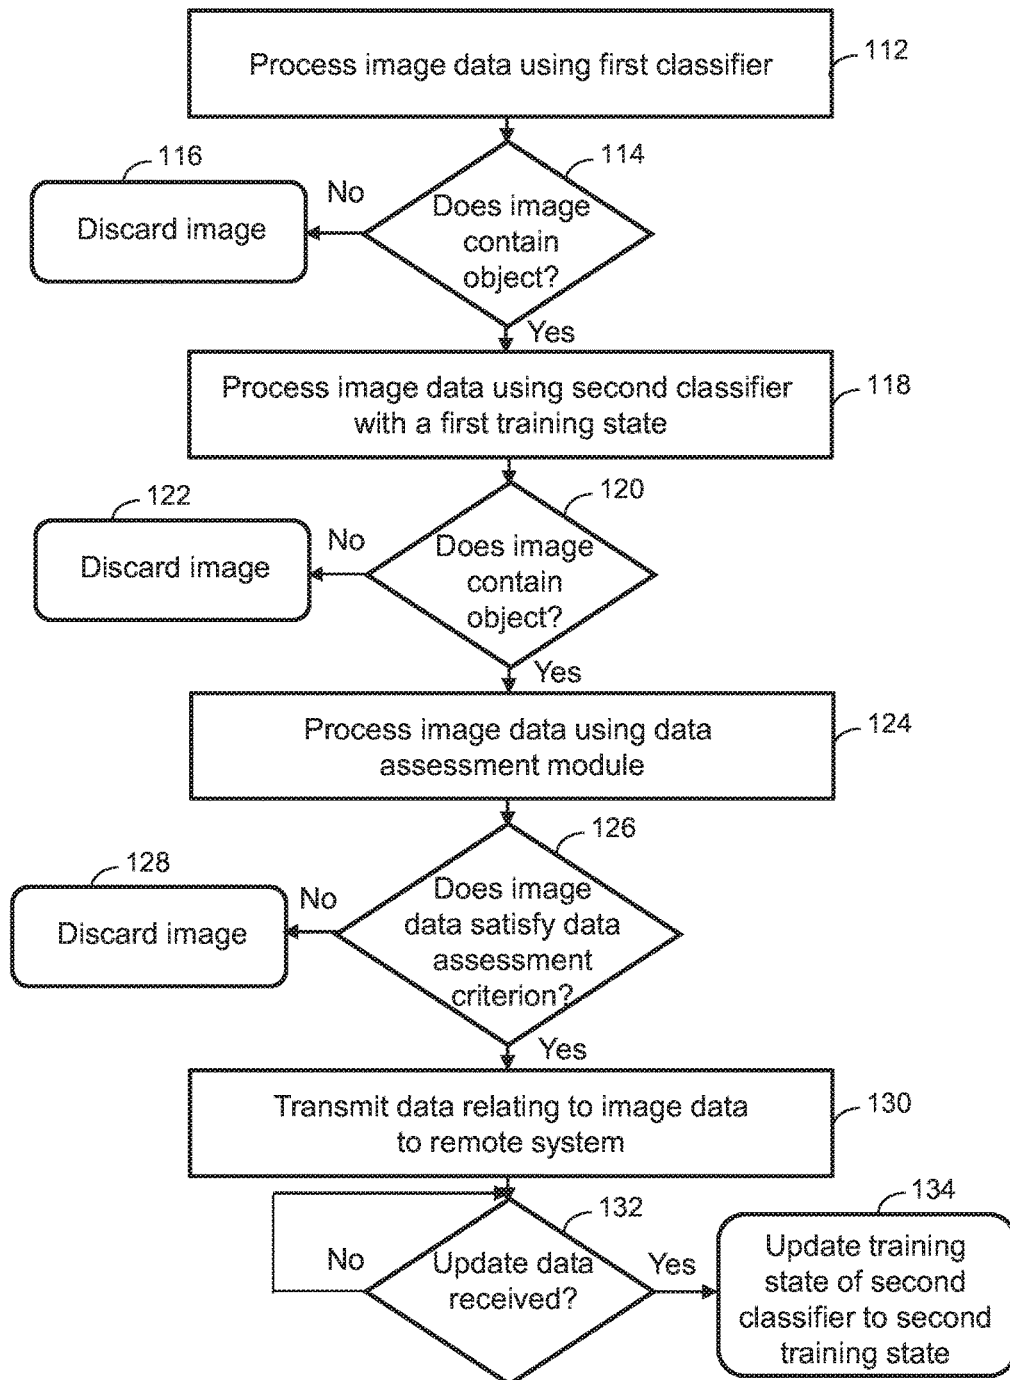 Process image data using first classifier
112
116
114
No
Discard image
Does image
contain
object?
Yes
Process image data using second classifier
with a first training state
118
122
120
No
Discard image
Does image
contain
object?
Yes
Process image data using data
assessment module
124
126
128
No
Discard image
Does image
data satisfy data
assessment
criterion?
Yes
Transmit data relating to image data
to remote system
130
134
132
No
Update data
received?
Yes
Update training
state of second
classifier to second
training state